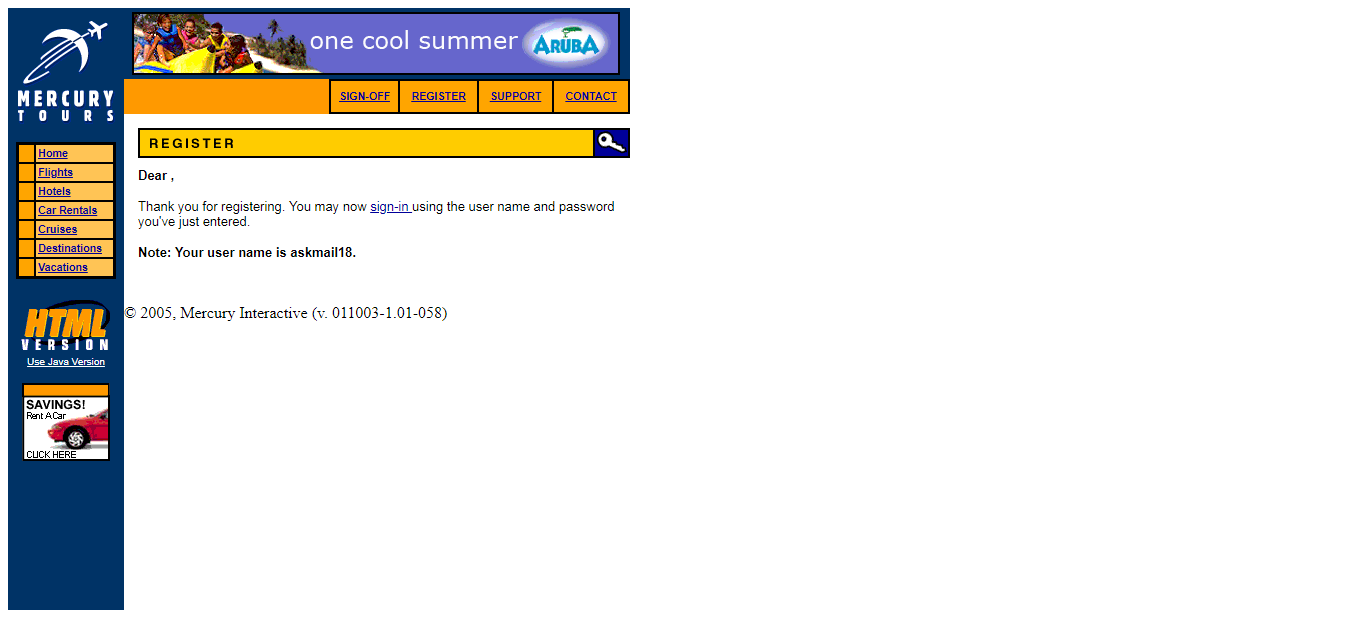 one cool summer ARUBA
MERCURY
TOURS
SIGN-OFF REGISTER SUPPORT CONTACT
REGISTER
Home
Flights
Hotels
Car Rentals
Cruises
Destinations
Vacations
Dear ,
Thank you for registering. You may now sign-in using the user name and password
you've just entered.
Note: Your user name is askmail18.
© 2005, Mercury Interactive (v. 011003-1.01-058)
HTML
VERSION
Use Java Version
SAVINGS!
Rent A Car
CLICK HERE